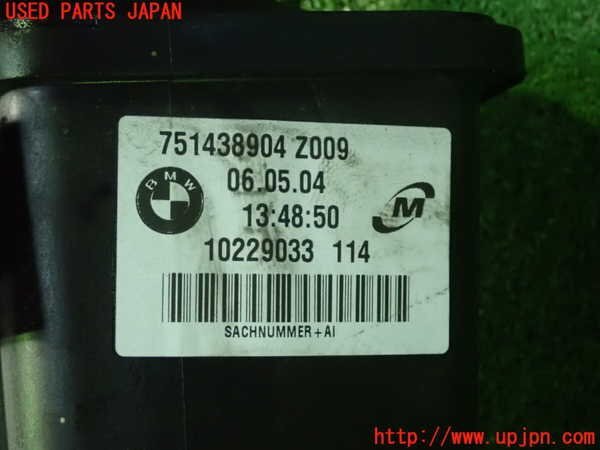 USED PARTS JAPAN
751438904 Z009
BMW
06.05.04
M
13:48:50
10229033 114
SACHNUMMER+AI
http://www.upjpn.com